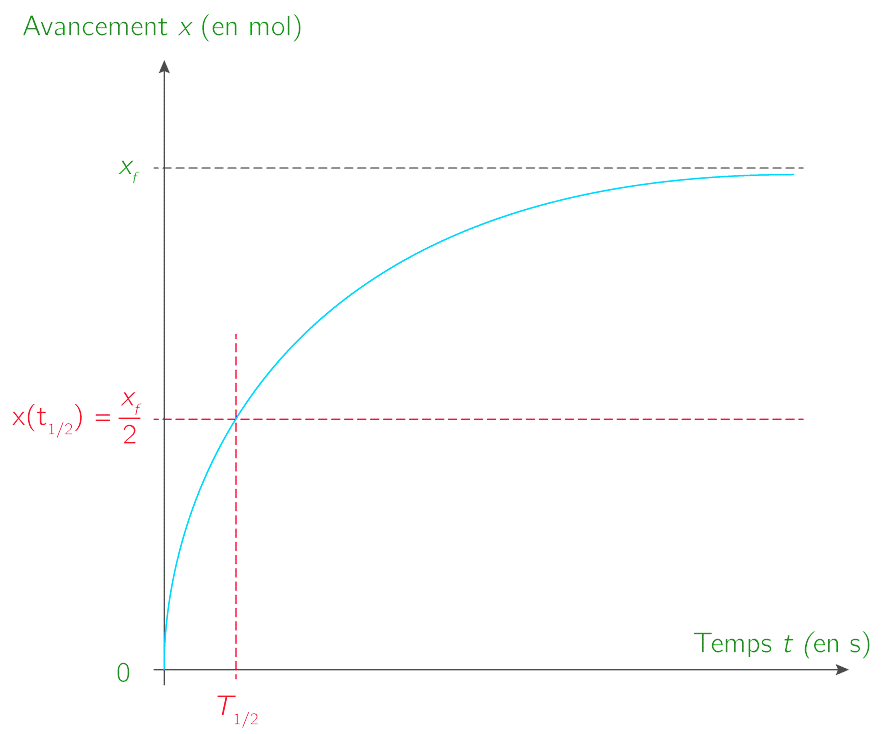 Avancement x (en mol)
x_f
x(t_1/2) = x_f/2
Temps t (en s)
0
T_1/2